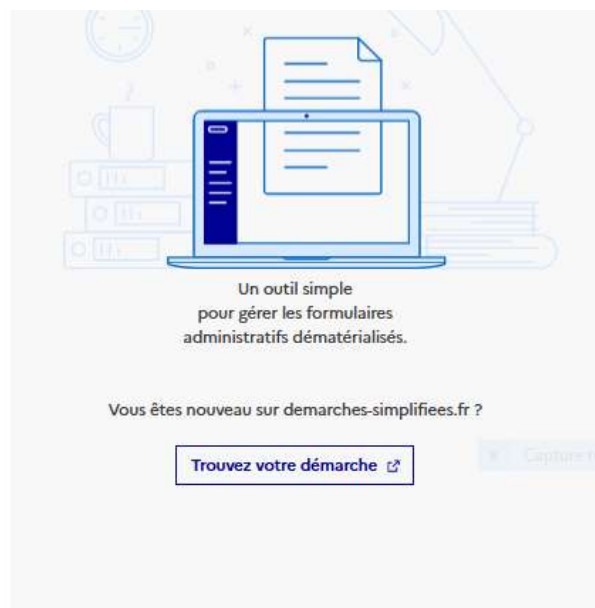 Un outil simple
pour gérer les formulaires
administratifs dématérialisés.
Vous êtes nouveau sur demarches-simplifiees.fr ?
Trouvez votre démarche
Capture